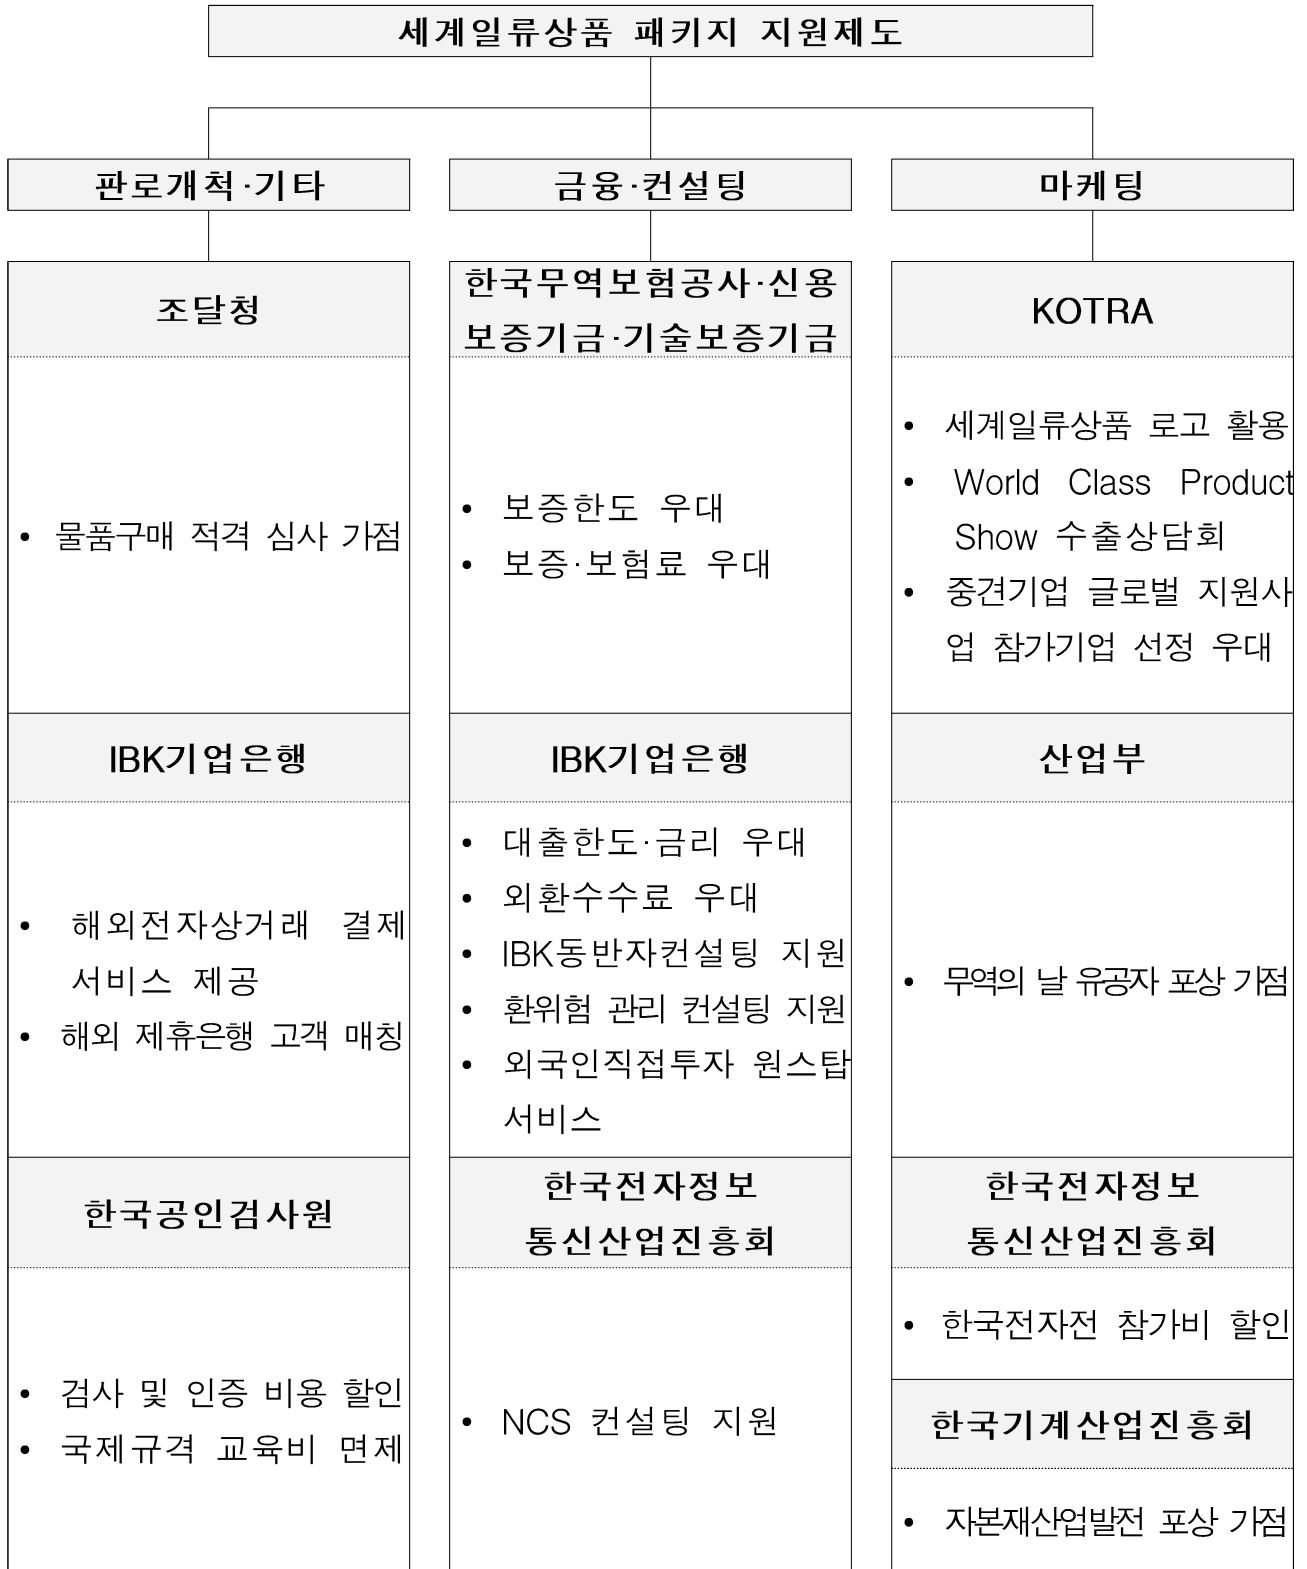 세계일류상품 패키지 지원제도
판로개척·기타
조달청
• 물품구매 적격 심사 가점
IBK기업은행
• 해외전자상거래 결제
서비스 제공
• 해외 제휴은행 고객 매칭
한국공인검사원
• 검사 및 인증 비용 할인
• 국제규격 교육비 면제
금융·컨설팅
한국무역보험공사·신용
보증기금·기술보증기금
• 보증한도 우대
• 보증·보험료 우대
IBK기업은행
• 대출한도·금리 우대
• 외환수수료 우대
• IBK동반자컨설팅 지원
• 환위험 관리 컨설팅 지원
• 외국인직접투자 원스탑
서비스
한국전자정보
통신산업진흥회
• NCS 컨설팅 지원
마케팅
KOTRA
• 세계일류상품 로고 활용
• World Class Product
Show 수출상담회
• 중견기업 글로벌 지원사
업 참가기업 선정 우대
산업부
• 무역의 날 유공자 포상 가점
한국전자정보
통신산업진흥회
• 한국전자전 참가비 할인
한국기계산업진흥회
• 자본재산업발전 포상 가점